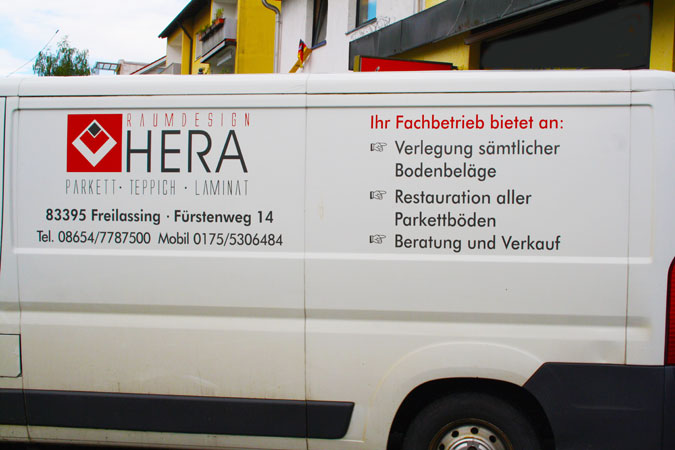 RAUMDESIGN
HERA
PARKETT · TEPPICH · LAMINAT
83395 Freilassing · Fürstenweg 14
Tel. 08654/7787500 Mobil 0175/5306484
Ihr Fachbetrieb bietet an:
☞ Verlegung sämtlicher
Bodenbeläge
☞ Restauration aller
Parkettböden
☞ Beratung und Verkauf